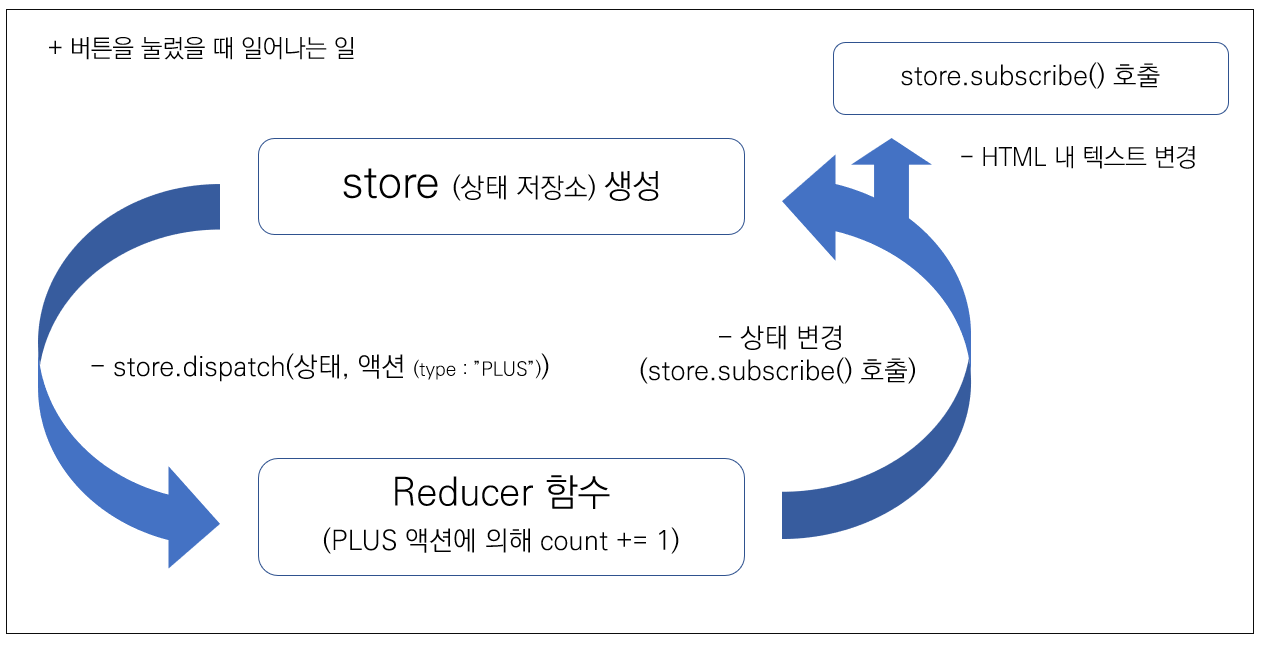 + 버튼을 눌렀을 때 일어나는 일
store.subscribe() 호출
- HTML 내 텍스트 변경
store (상태 저장소) 생성
- store.dispatch(상태, 액션 (type : ”PLUS”))
- 상태 변경
(store.subscribe() 호출)
Reducer 함수
(PLUS 액션에 의해 count += 1)